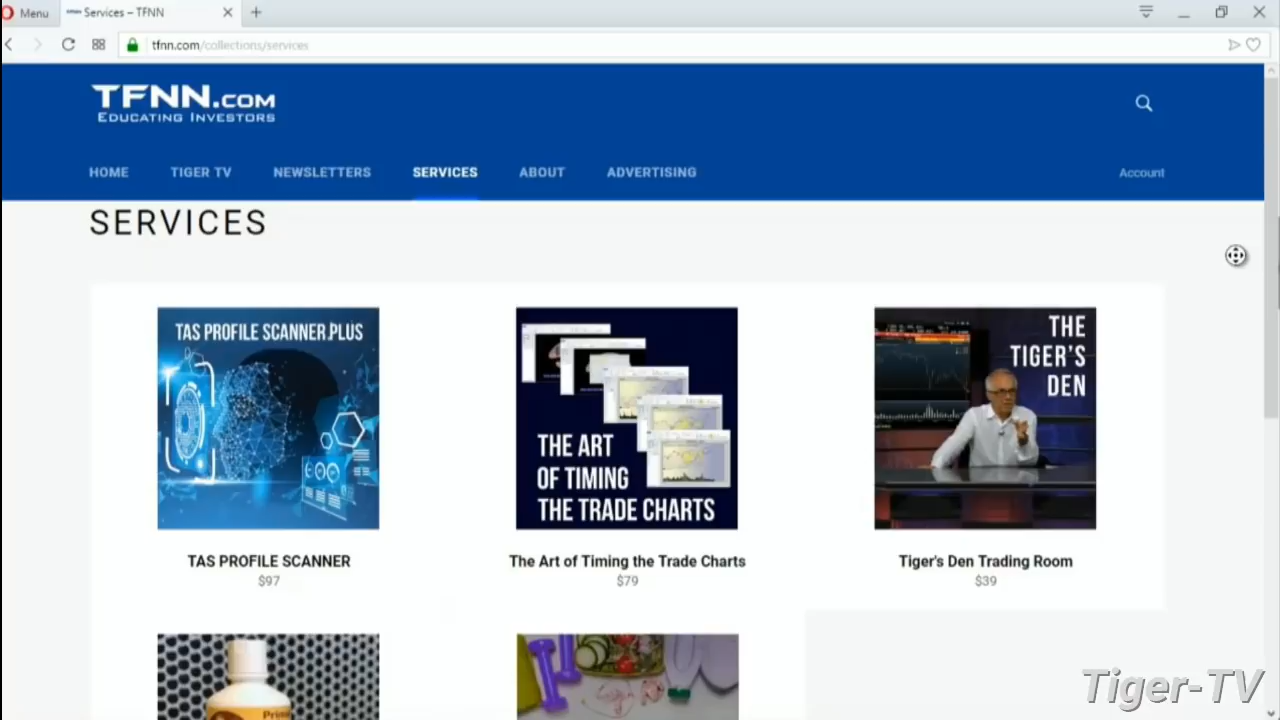 Menu
Services – TFNN
tfnn.com/collections/services
TFNN.COM
EDUCATING INVESTORS
HOME TIGER TV NEWSLETTERS SERVICES ABOUT ADVERTISING Account
SERVICES
TAS PROFILE SCANNER PLUS
THE ART
OF TIMING
THE TRADE CHARTS
THE
TIGER'S
DEN
TAS PROFILE SCANNER
$97
The Art of Timing the Trade Charts
$79
Tiger's Den Trading Room
$39
Prime
Tiger-TV